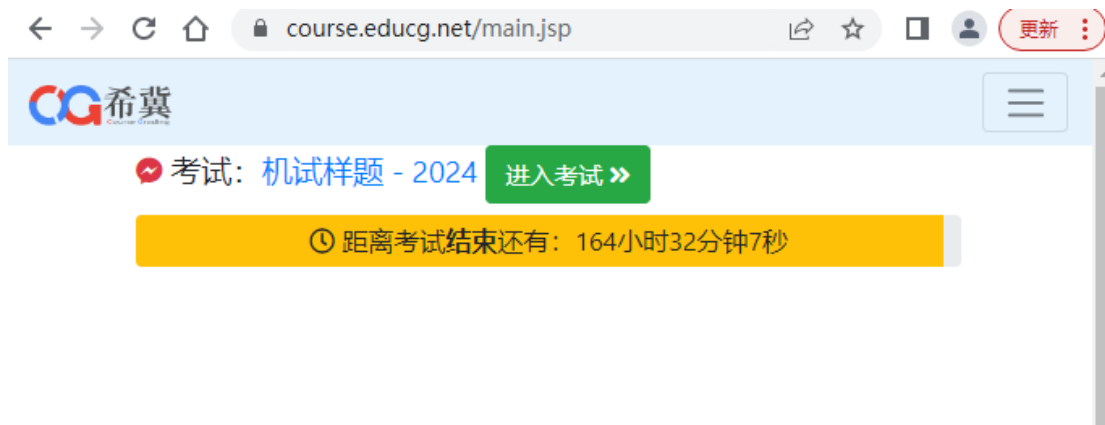 course.educg.net/main.jsp 更新
CG希冀
Course Grading
考试：机试样题 - 2024 进入考试
距离考试结束还有：164小时32分钟7秒